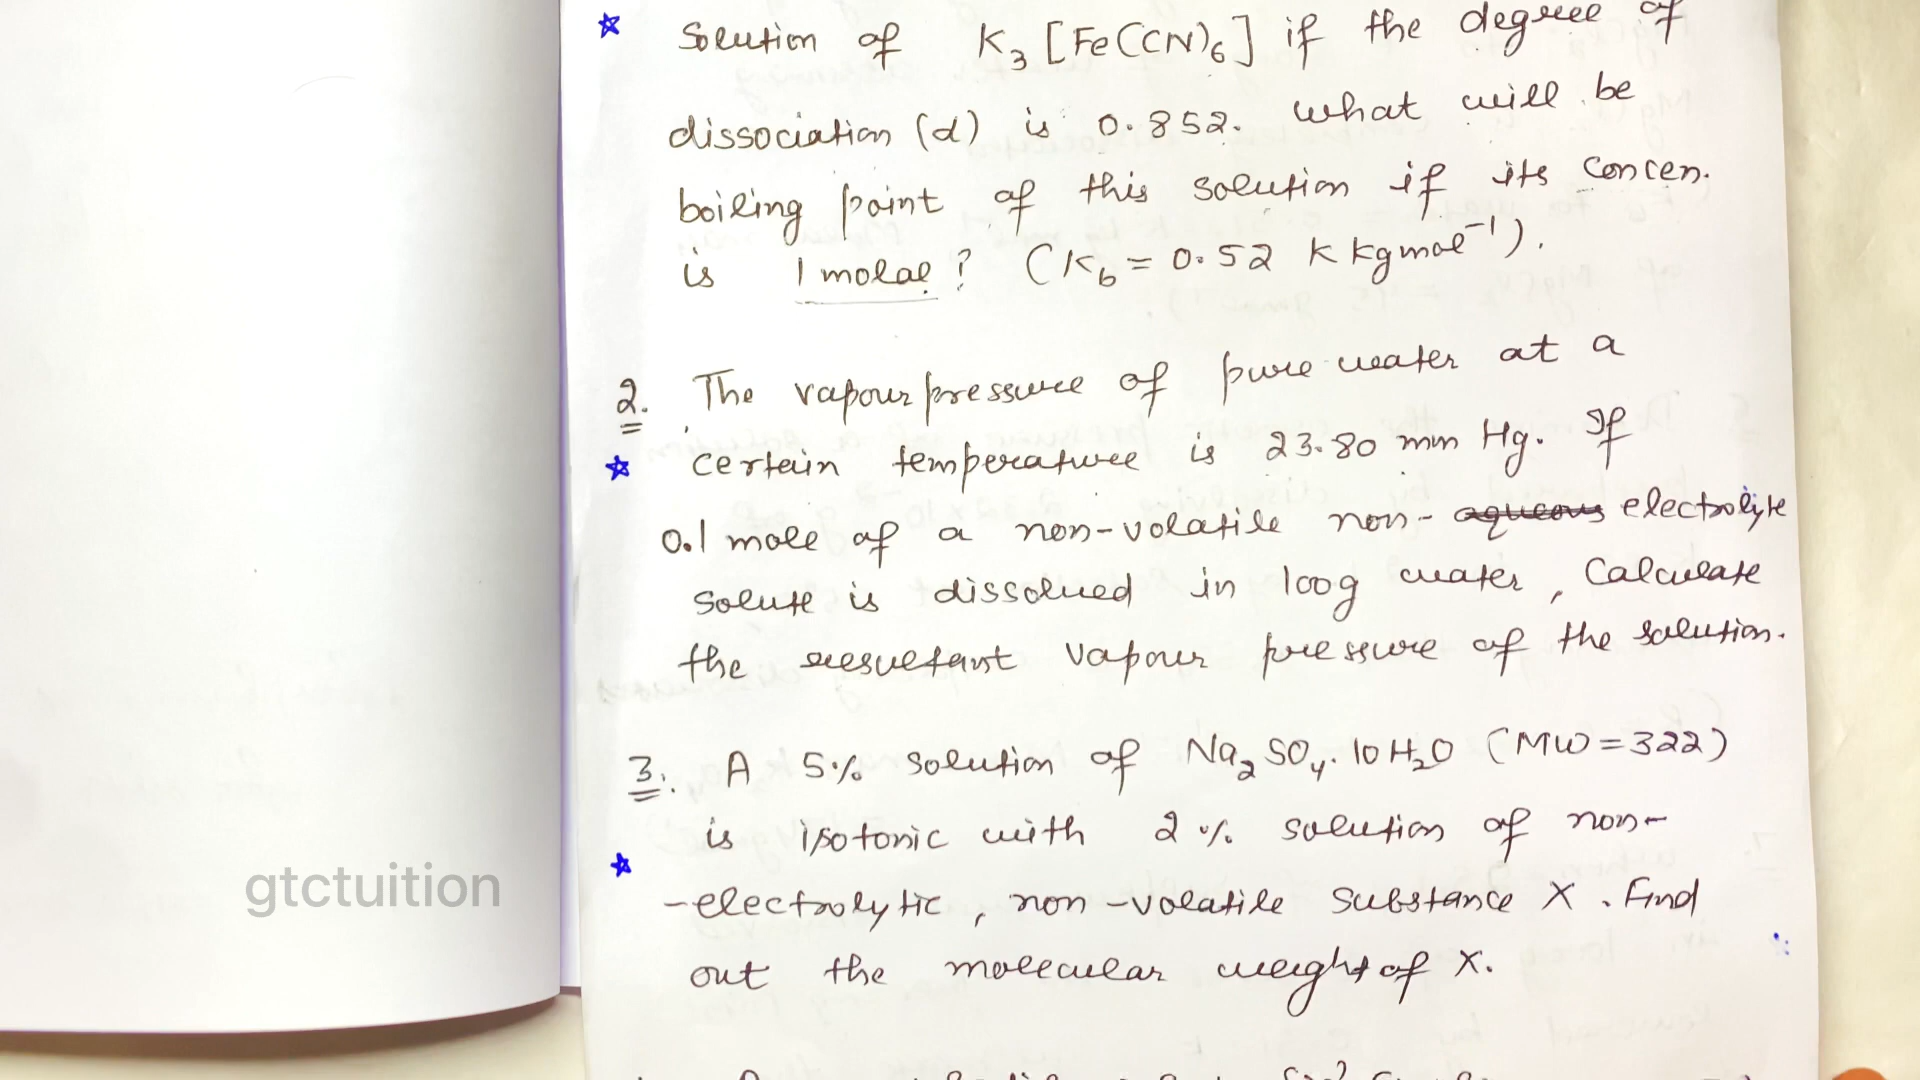 Solution of K₃[Fe(CN)₆] if the degree of
dissociation (α) is 0.852. what will be
boiling point of this solution if its concen.
is 1 molal? (K_b = 0.52 K kg mol⁻¹).
2. The vapour pressure of pure water at a
certain temperature is 23.80 mm Hg. If
0.1 mole of a non-volatile non-aqueous electrolyte
solute is dissolved in 100g water, Calculate
the resultant vapour pressure of the solution.
3. A 5% solution of Na₂SO₄.10H₂O (MW=322)
is isotonic with 2% solution of non-
-electrolytic, non-volatile substance X. Find
out the molecular weight of X.
gtctuition